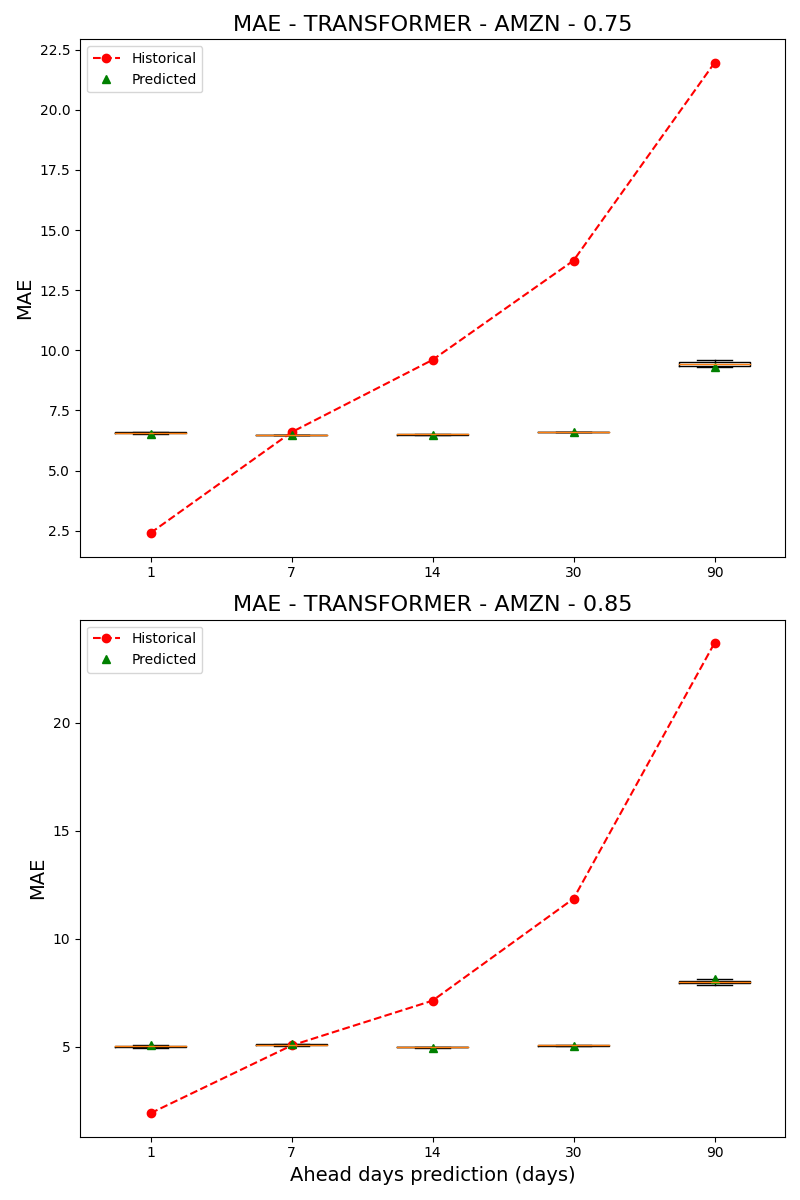 MAE - TRANSFORMER - AMZN - 0.75
Historical
Predicted
22.5
20.0
17.5
15.0
12.5
10.0
7.5
5.0
2.5
MAE
1 7 14 30 90
MAE - TRANSFORMER - AMZN - 0.85
Historical
Predicted
20
15
10
5
MAE
1 7 14 30 90
Ahead days prediction (days)